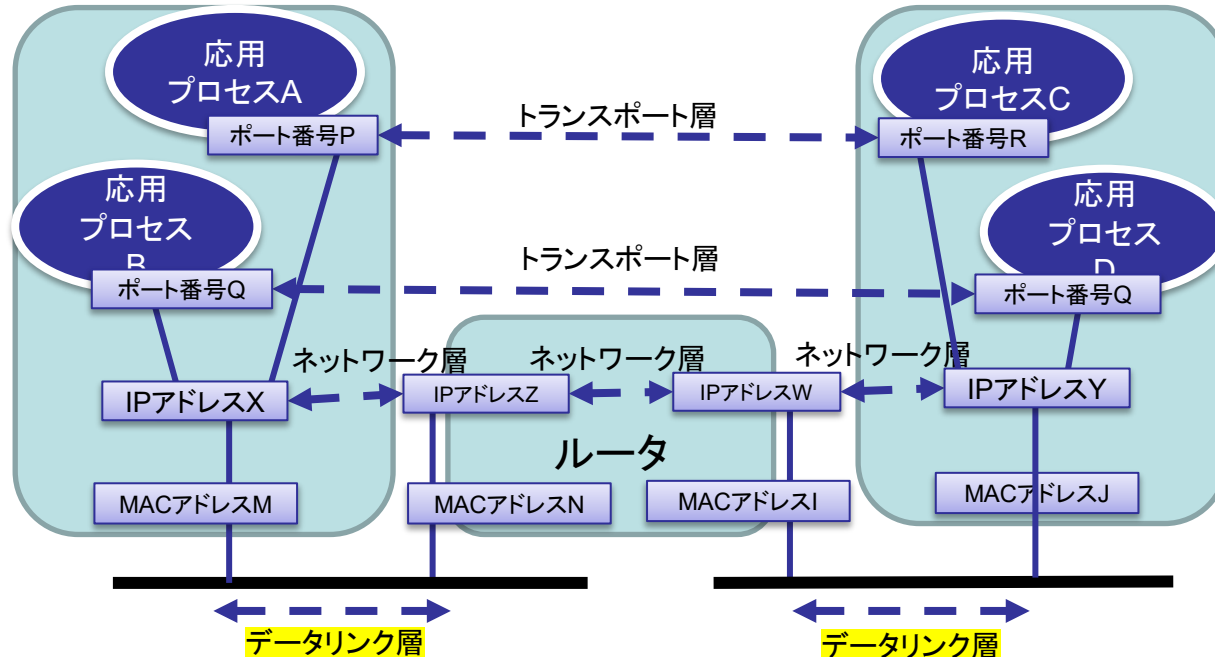 応用
プロセスA
ポート番号P
応用
プロセス
B
ポート番号Q
トランスポート層
トランスポート層
応用
プロセスC
ポート番号R
応用
プロセス
D
ポート番号Q
ネットワーク層
ネットワーク層
ネットワーク層
IPアドレスX
IPアドレスZ
IPアドレスW
IPアドレスY
ルータ
MACアドレスM
MACアドレスN
MACアドレスI
MACアドレスJ
データリンク層
データリンク層